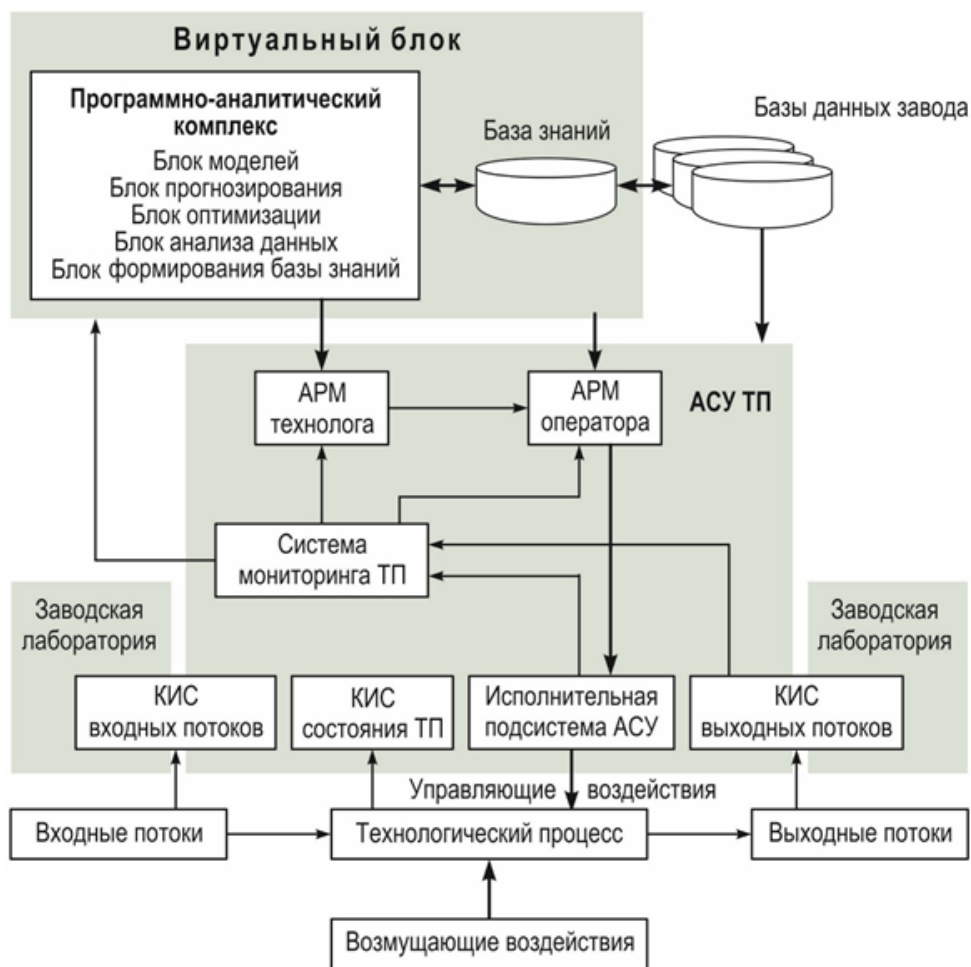 Виртуальный блок
Программно-аналитический
комплекс
Блок моделей
Блок прогнозирования
Блок оптимизации
Блок анализа данных
Блок формирования базы знаний
База знаний
Базы данных завода
АРМ
технолога
АРМ
оператора
АСУ ТП
Система
мониторинга ТП
Заводская
лаборатория
Заводская
лаборатория
КИС
входных потоков
КИС
состояния ТП
Исполнительная
подсистема АСУ
КИС
выходных потоков
Управляющие воздействия
Входные потоки
Технологический процесс
Выходные потоки
Возмущающие воздействия